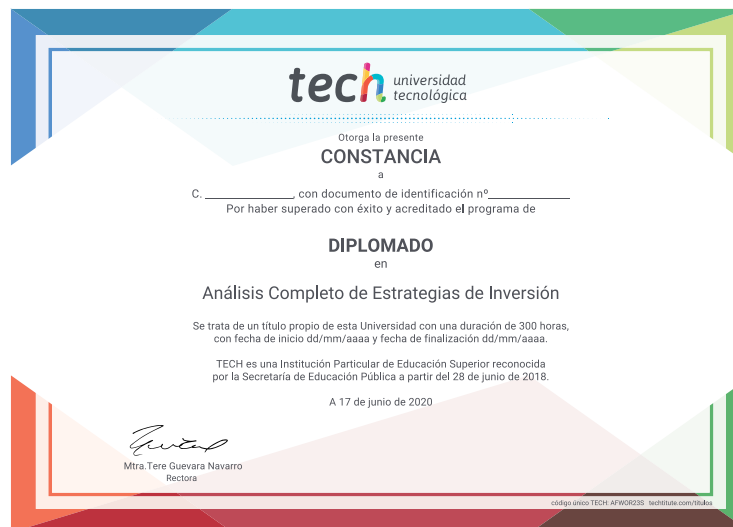 tech universidad
tecnológica
Otorga la presente
CONSTANCIA
a
C. ________________, con documento de identificación nº______________
Por haber superado con éxito y acreditado el programa de
DIPLOMADO
en
Análisis Completo de Estrategias de Inversión
Se trata de un título propio de esta Universidad con una duración de 300 horas,
con fecha de inicio dd/mm/aaaa y fecha de finalización dd/mm/aaaa.
TECH es una Institución Particular de Educación Superior reconocida
por la Secretaría de Educación Pública a partir del 28 de junio de 2018.
A 17 de junio de 2020
Mtra.Tere Guevara Navarro
Rectora
código único TECH: AFWOR23S techtitute.com/titulos